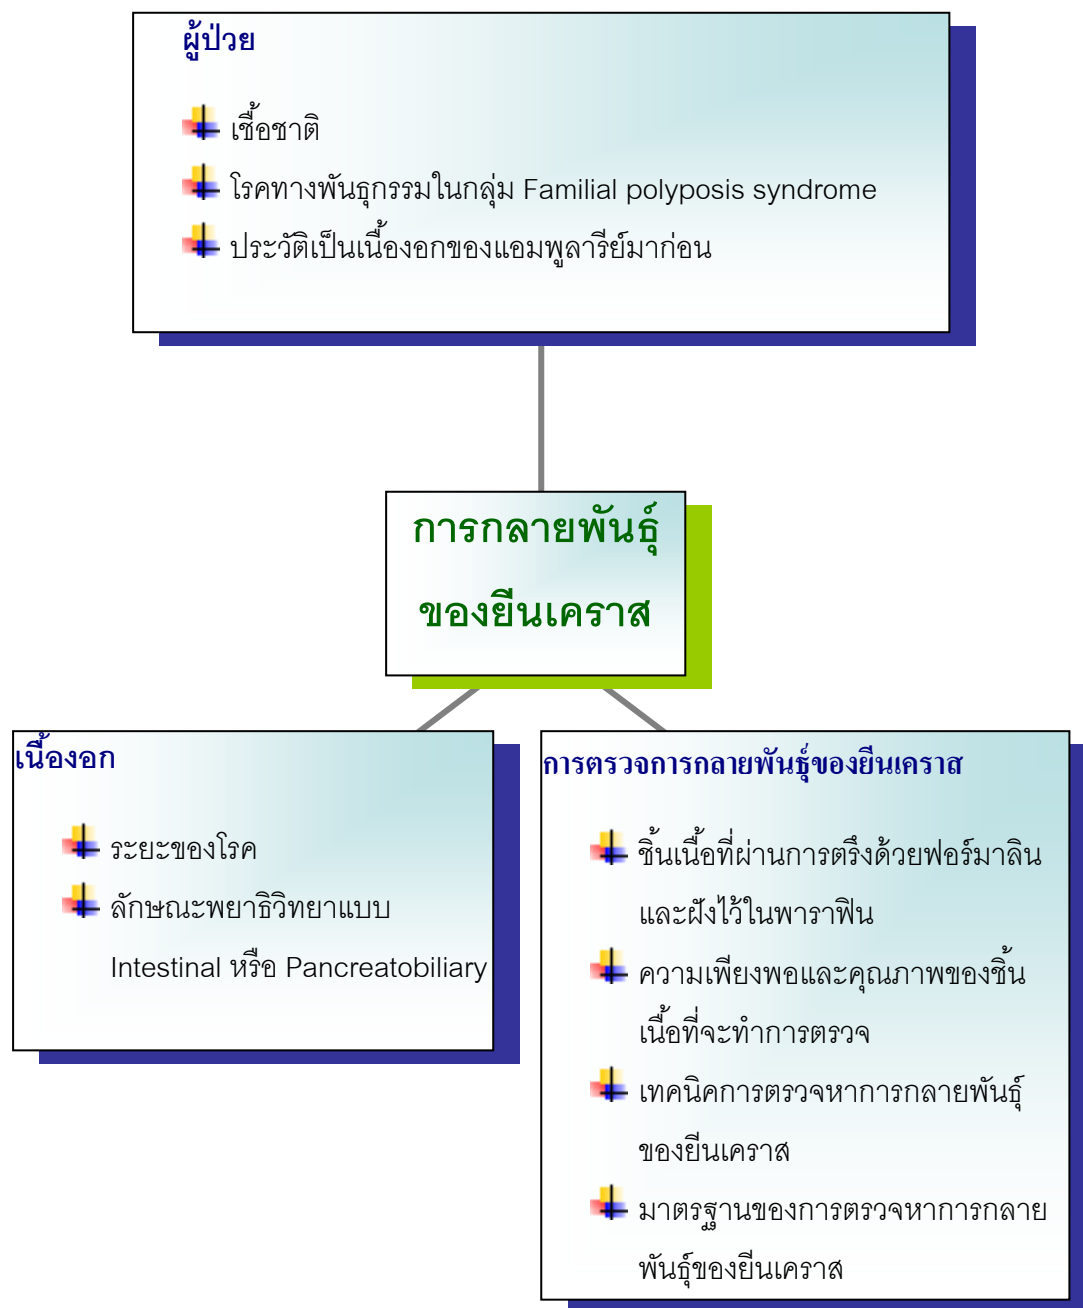 ผู้ป่วย
เชื้อชาติ
โรคทางพันธุกรรมในกลุ่ม Familial polyposis syndrome
ประวัติเป็นเนื้องอกของแอมพูลารีย์มาก่อน
การกลายพันธุ์
ของยีนเคราส
เนื้องอก
ระยะของโรค
ลักษณะพยาธิวิทยาแบบ
Intestinal หรือ Pancreatobiliary
การตรวจการกลายพันธุ์ของยีนเคราส
ชิ้นเนื้อที่ผ่านการตรึงด้วยฟอร์มาลิน
และฝังไว้ในพาราฟิน
ความเพียงพอและคุณภาพของชิ้น
เนื้อที่จะทำการตรวจ
เทคนิคการตรวจหาการกลายพันธุ์
ของยีนเคราส
มาตรฐานของการตรวจหาการกลาย
พันธุ์ของยีนเคราส